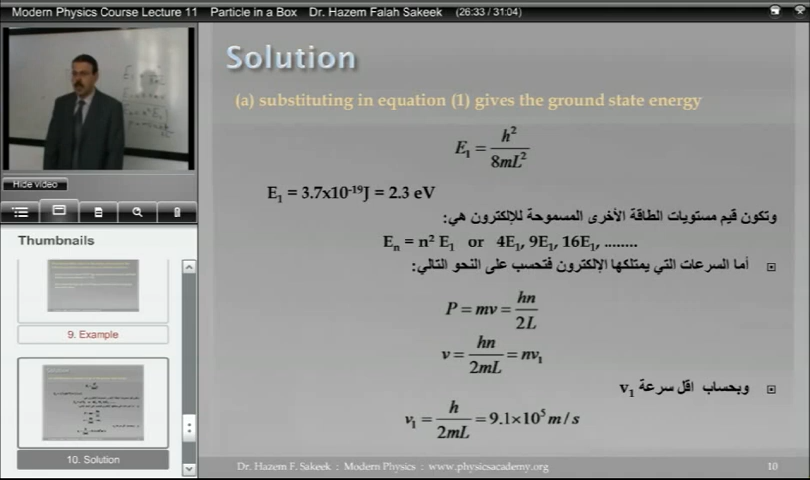 Modern Physics Course Lecture 11 Particle in a Box Dr. Hazem Falah Sakeek (26:33 / 31:04)
Hide video
Thumbnails
9. Example
Solution
10. Solution
Solution
(a) substituting in equation (1) gives the ground state energy
E₁ = h² / 8mL²
E₁ = 3.7x10⁻¹⁹J = 2.3 eV
وتكون قيم مستويات الطاقة الأخرى المسموحة للإلكترون هي:
Eₙ = n² E₁ or 4E₁, 9E₁, 16E₁, ........
أما السرعات التي يمتلكها الإلكترون فتحسب على النحو التالي:
P = mv = hn / 2L
v = hn / 2mL = nv₁
وبحساب اقل سرعة v₁
v₁ = h / 2mL = 9.1×10⁵ m/s
Dr. Hazem F. Sakeek : Modern Physics : www.physicsacademy.org
10